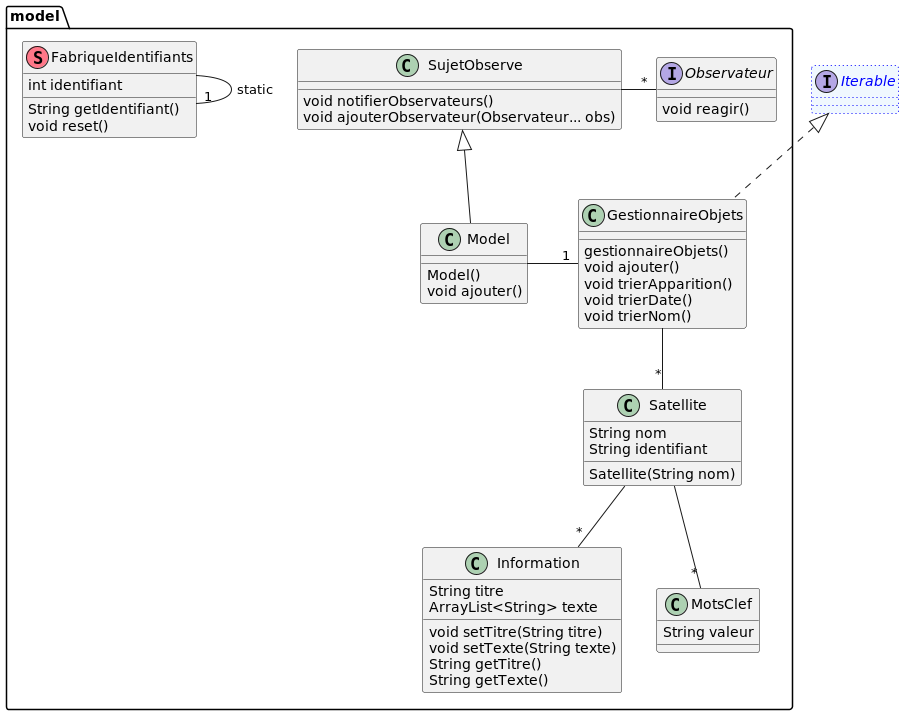 model
S FabriqueIdentifiants
int identifiant
String getIdentifiant()
void reset()
1
static
C SujetObserve
void notifierObservateurs()
void ajouterObservateur(Observateur... obs)
*
I Observateur
void reagir()
I Iterable
C Model
Model()
void ajouter()
1
C GestionnaireObjets
gestionnaireObjets()
void ajouter()
void trierApparition()
void trierDate()
void trierNom()
*
C Satellite
String nom
String identifiant
Satellite(String nom)
*
*
C Information
String titre
ArrayList<String> texte
void setTitre(String titre)
void setTexte(String texte)
String getTitre()
String getTexte()
C MotsClef
String valeur